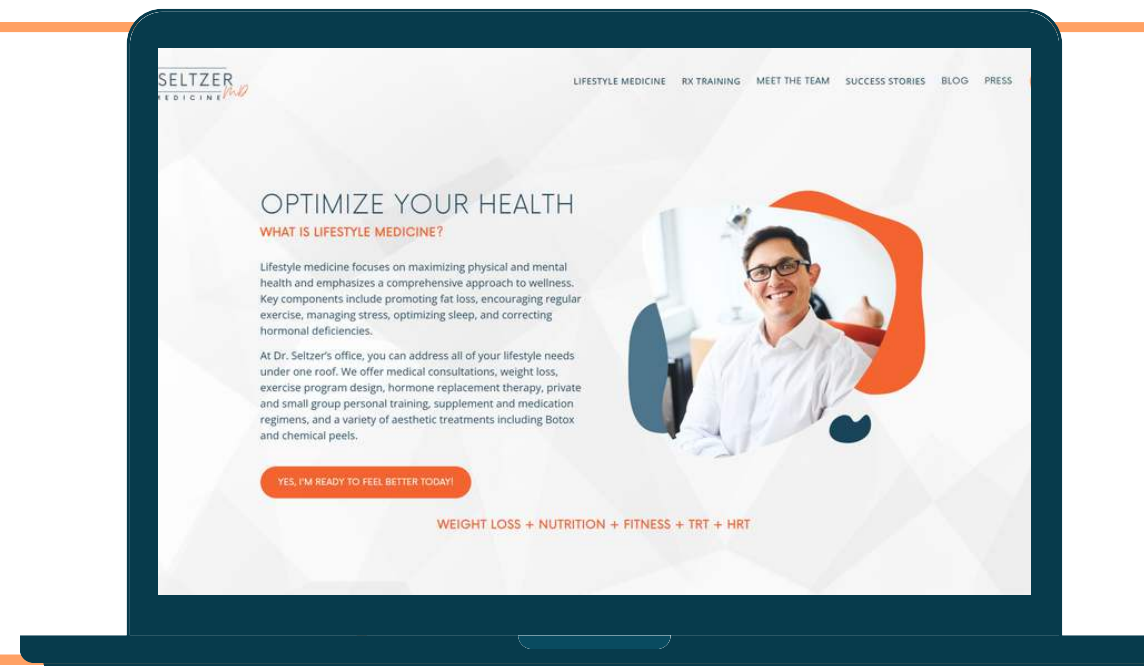 SELTZER
MEDICINE MD
LIFESTYLE MEDICINE RX TRAINING MEET THE TEAM SUCCESS STORIES BLOG PRESS
OPTIMIZE YOUR HEALTH
WHAT IS LIFESTYLE MEDICINE?
Lifestyle medicine focuses on maximizing physical and mental
health and emphasizes a comprehensive approach to wellness.
Key components include promoting fat loss, encouraging regular
exercise, managing stress, optimizing sleep, and correcting
hormonal deficiencies.
At Dr. Seltzer's office, you can address all of your lifestyle needs
under one roof. We offer medical consultations, weight loss,
exercise program design, hormone replacement therapy, private
and small group personal training, supplement and medication
regimens, and a variety of aesthetic treatments including Botox
and chemical peels.
YES, I'M READY TO FEEL BETTER TODAY!
WEIGHT LOSS + NUTRITION + FITNESS + TRT + HRT